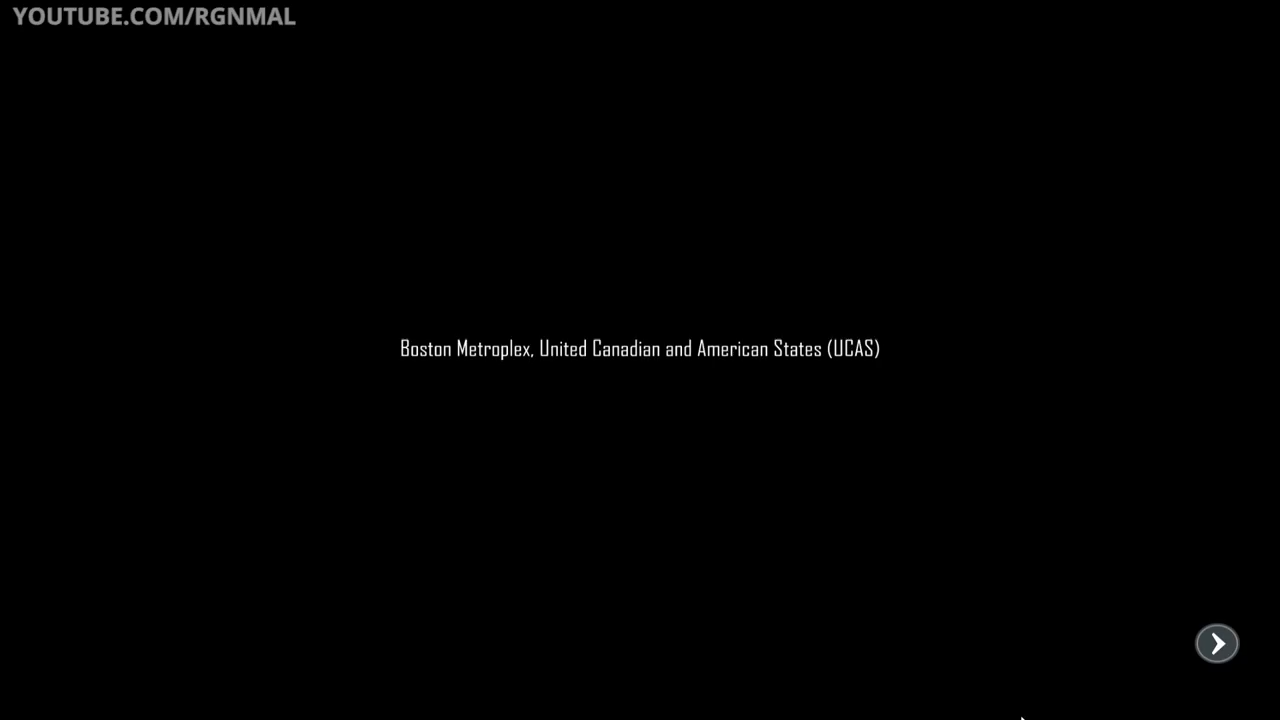 YOUTUBE.COM/RGNMAL
Boston Metroplex, United Canadian and American States (UCAS)